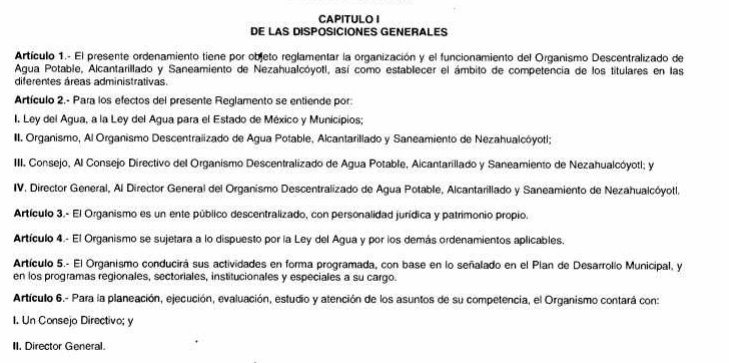 CAPITULO I
DE LAS DISPOSICIONES GENERALES
Artículo 1.- El presente ordenamiento tiene por objeto reglamentar la organización y el funcionamiento del Organismo Descentralizado de
Agua Potable, Alcantarillado y Saneamiento de Nezahualcóyotl, así como establecer el ámbito de competencia de los titulares en las
diferentes áreas administrativas.
Artículo 2.- Para los efectos del presente Reglamento se entiende por:
I. Ley del Agua, a la Ley del Agua para el Estado de México y Municipios;
II. Organismo, Al Organismo Descentralizado de Agua Potable, Alcantarillado y Saneamiento de Nezahualcóyotl;
III. Consejo, Al Consejo Directivo del Organismo Descentralizado de Agua Potable, Alcantarillado y Saneamiento de Nezahualcóyotl; y
IV. Director General, Al Director General del Organismo Descentralizado de Agua Potable, Alcantarillado y Saneamiento de Nezahualcóyotl.
Artículo 3.- El Organismo es un ente público descentralizado, con personalidad jurídica y patrimonio propio.
Artículo 4.- El Organismo se sujetara a lo dispuesto por la Ley del Agua y por los demás ordenamientos aplicables.
Artículo 5.- El Organismo conducirá sus actividades en forma programada, con base en lo señalado en el Plan de Desarrollo Municipal, y
en los programas regionales, sectoriales, institucionales y especiales a su cargo.
Artículo 6.- Para la planeación, ejecución, evaluación, estudio y atención de los asuntos de su competencia, el Organismo contará con:
I. Un Consejo Directivo; y
II. Director General.